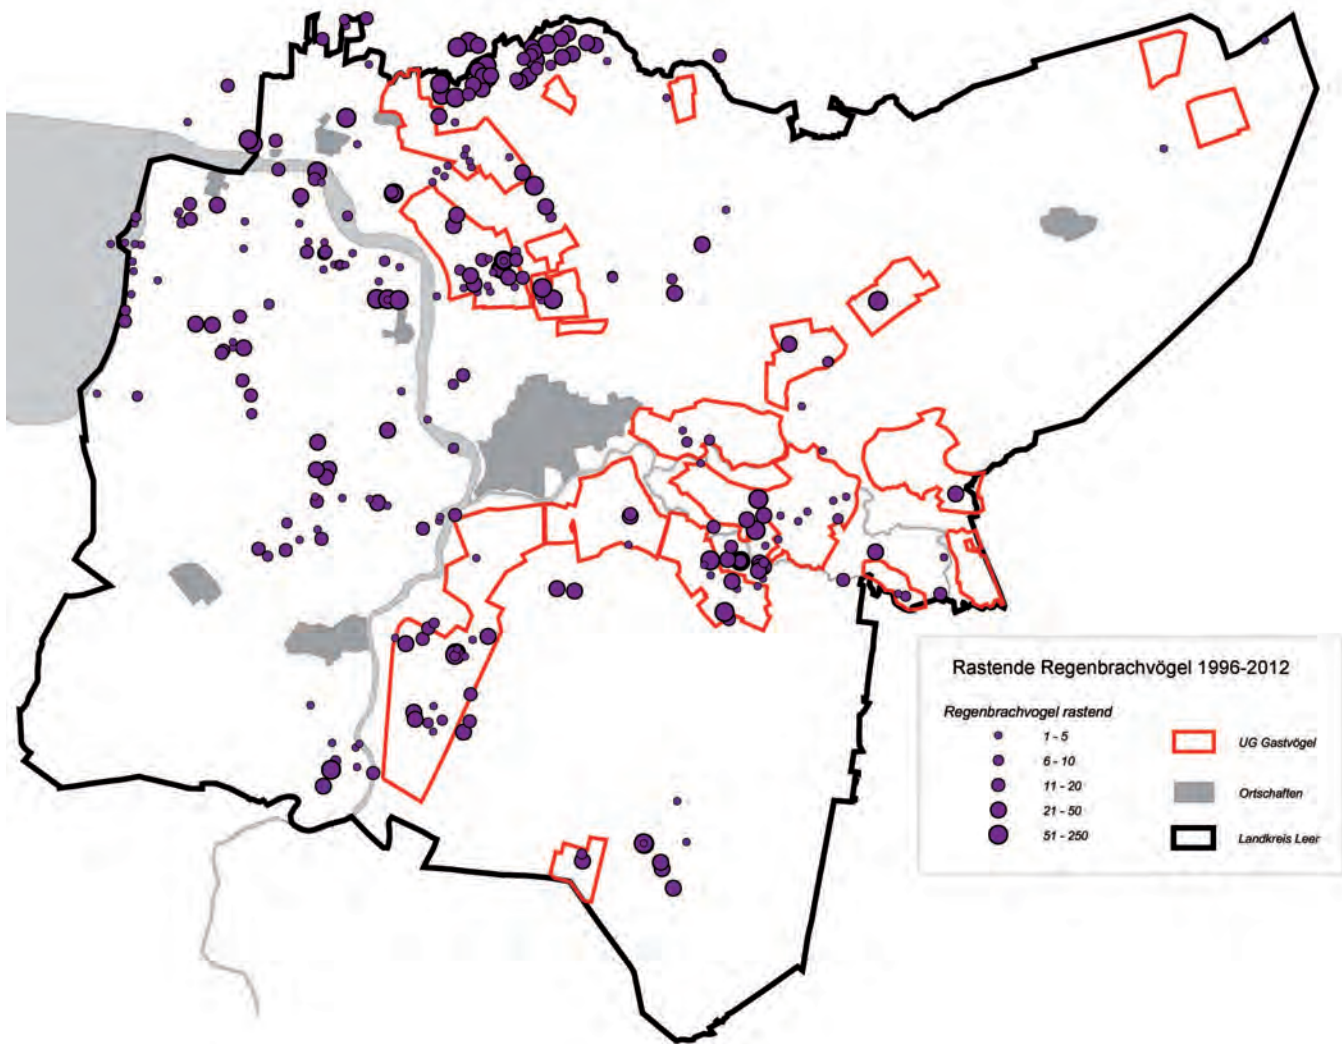 Rastende Regenbrachvögel 1996-2012
Regenbrachvogel rastend
1 - 5
6 - 10
11 - 20
21 - 50
51 - 250
UG Gastvögel
Ortschaften
Landkreis Leer